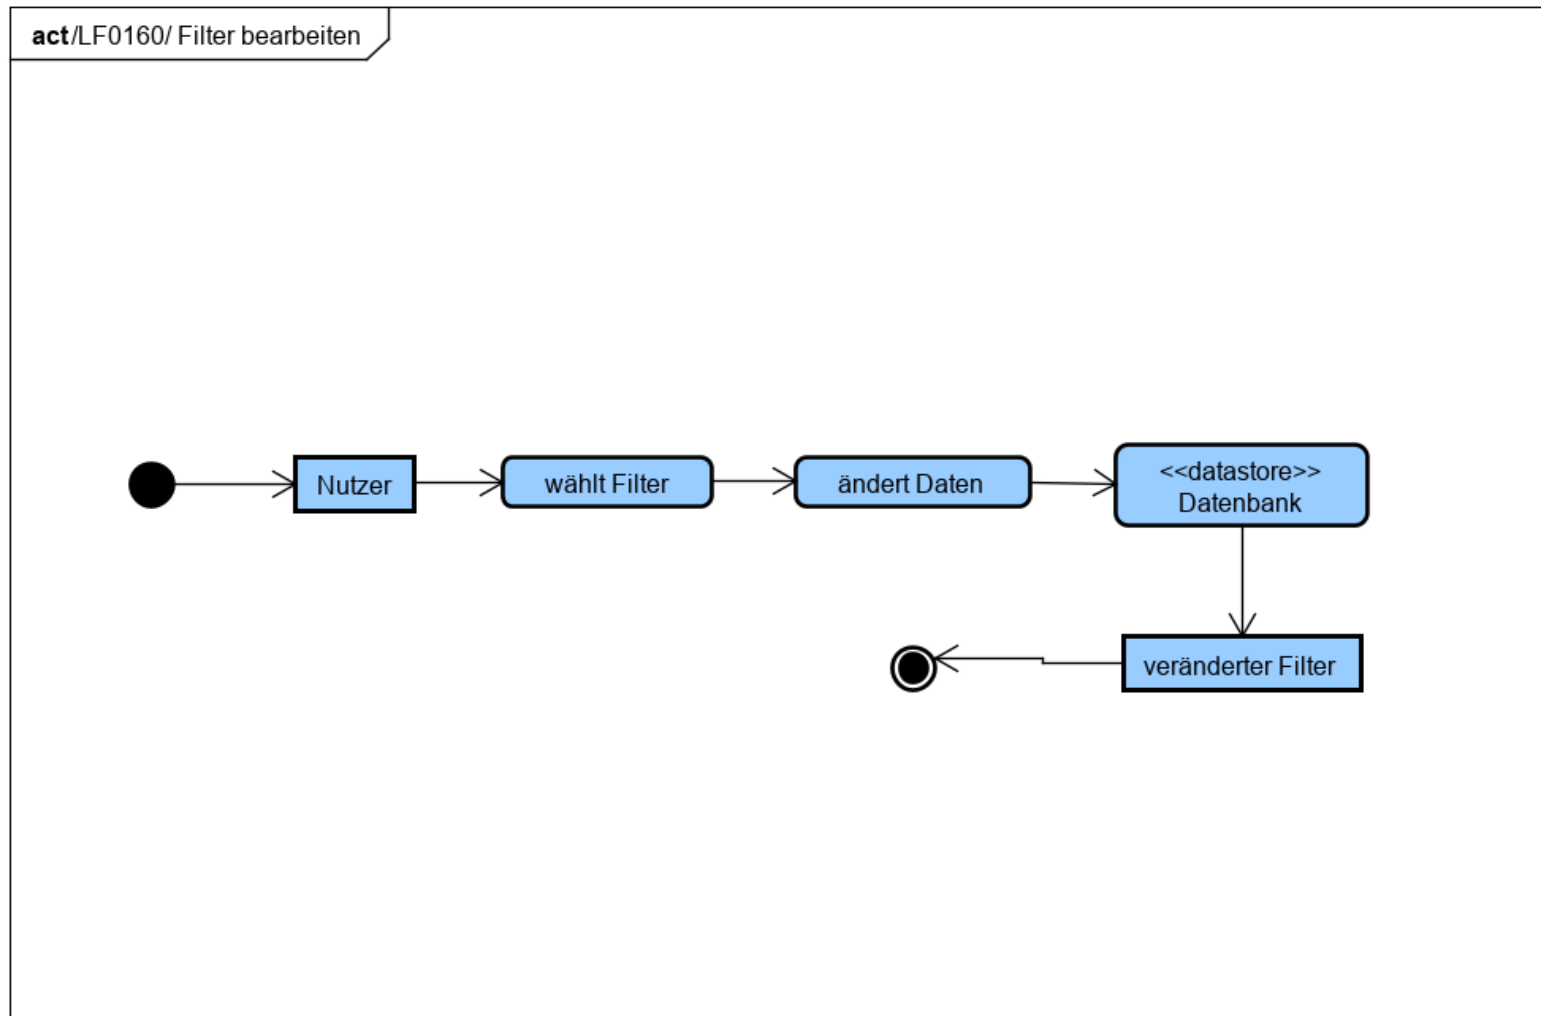 act/LF0160/ Filter bearbeiten
Nutzer
wählt Filter
ändert Daten
<<datastore>>
Datenbank
veränderter Filter